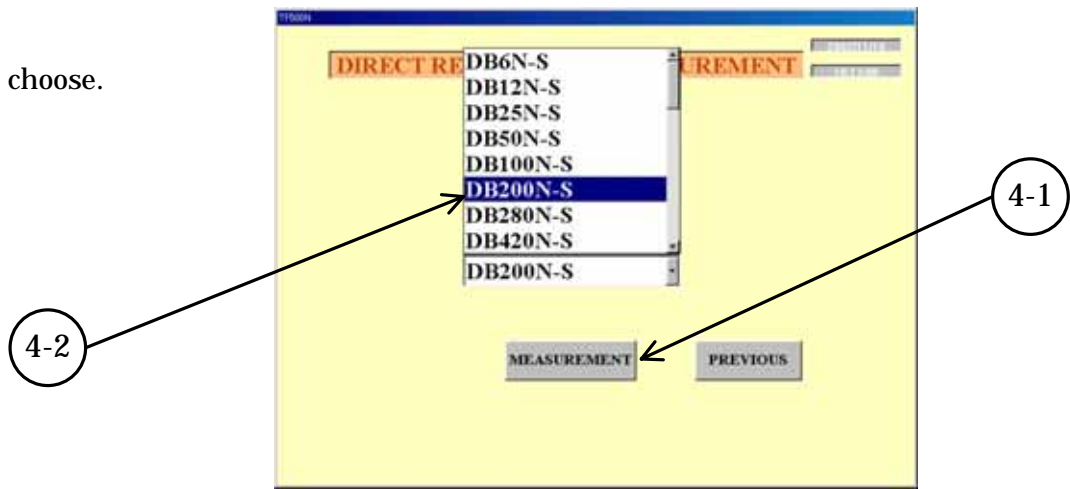 TF500N
DIRECT RE UREMENT
choose.
DB6N-S
DB12N-S
DB25N-S
DB50N-S
DB100N-S
DB200N-S
DB280N-S
DB420N-S
DB200N-S
4-1
4-2
MEASUREMENT
PREVIOUS